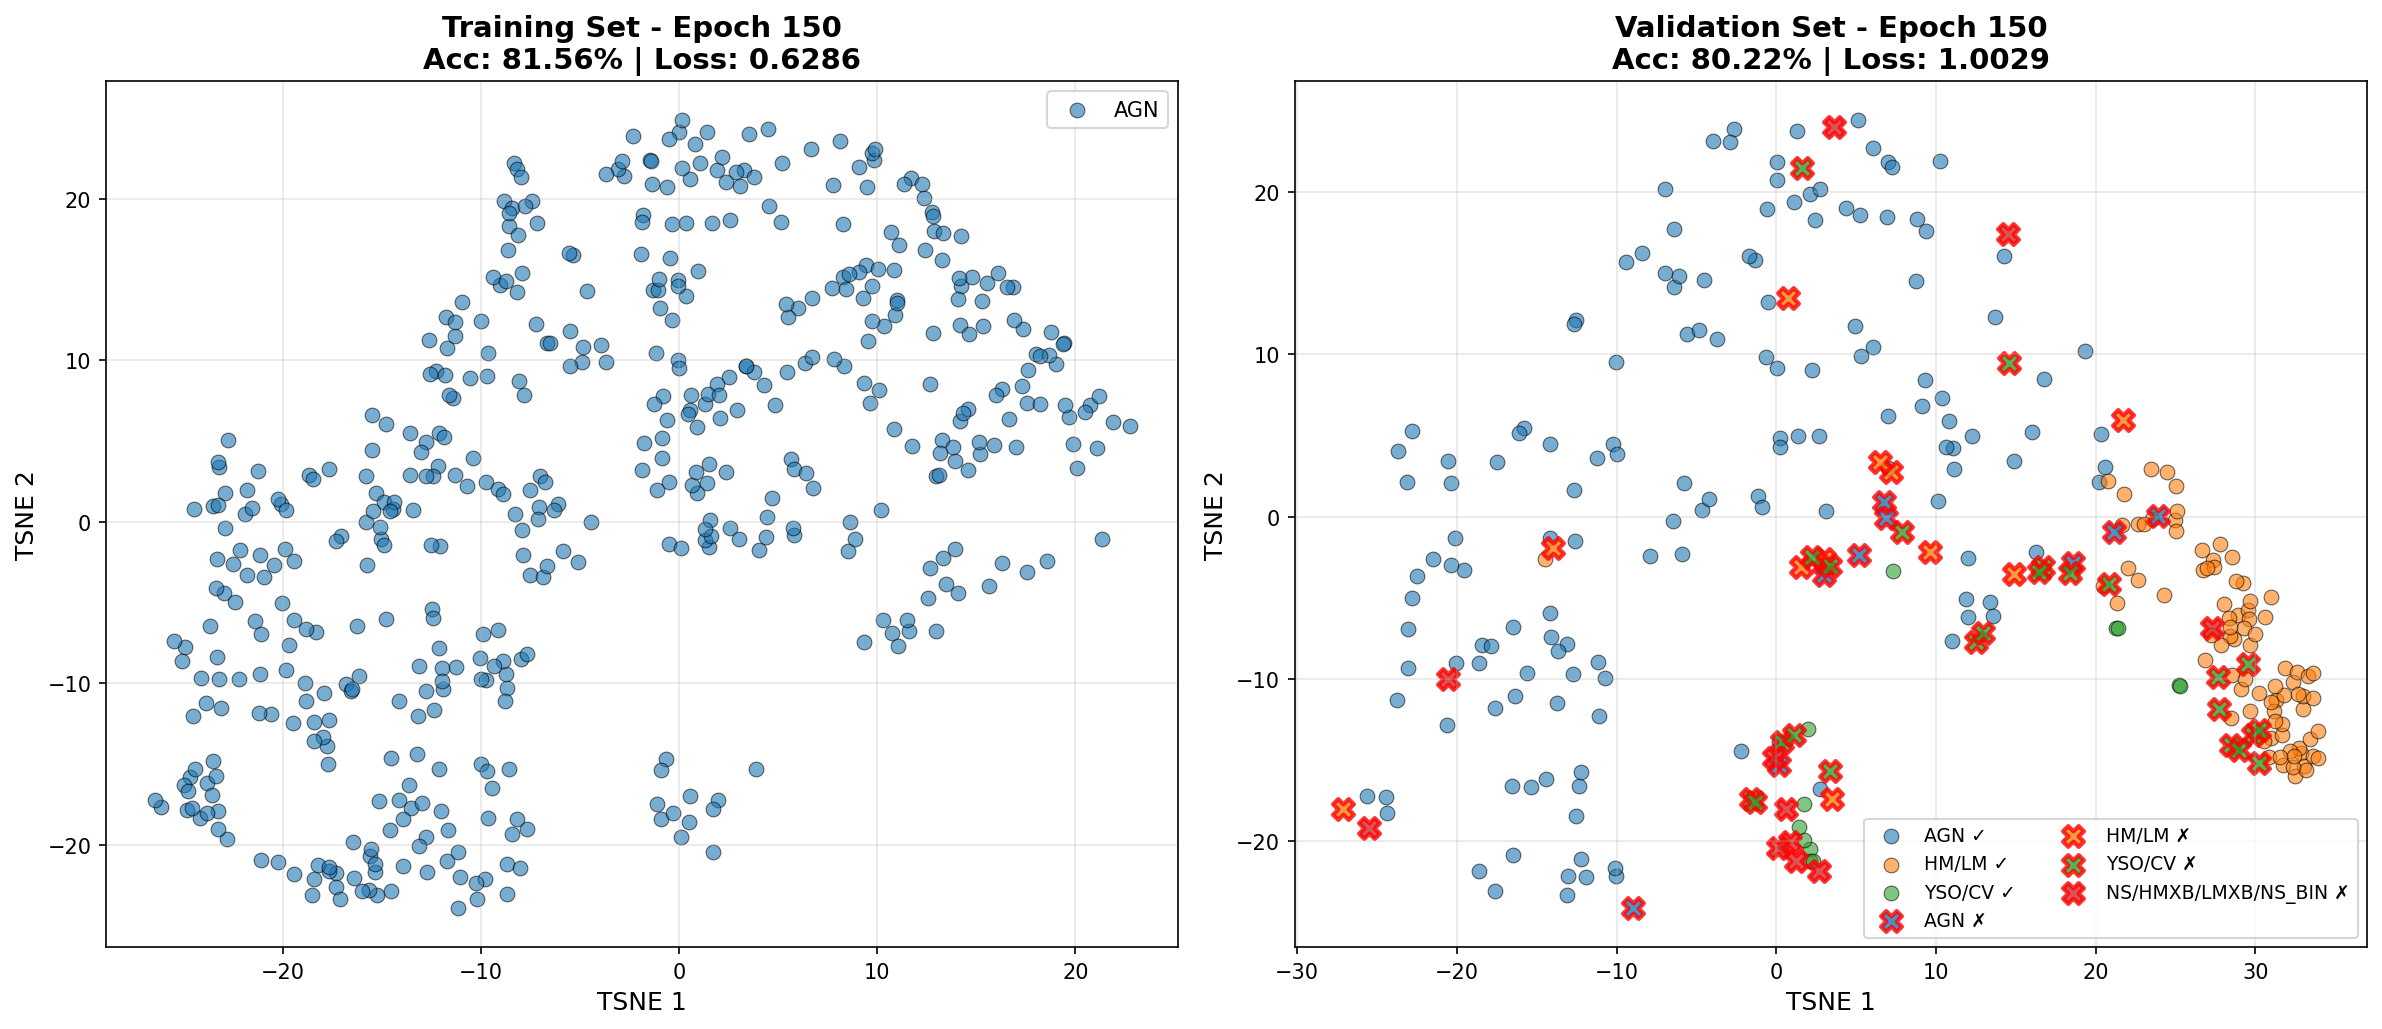 Training Set - Epoch 150
Acc: 81.56% | Loss: 0.6286
AGN
20
10
0
−10
−20
TSNE 2
−20
−10
0
10
20
TSNE 1
Validation Set - Epoch 150
Acc: 80.22% | Loss: 1.0029
20
10
0
−10
−20
TSNE 2
AGN ✓
HM/LM ✓
YSO/CV ✓
AGN ✗
HM/LM ✗
YSO/CV ✗
NS/HMXB/LMXB/NS_BIN ✗
−30
−20
−10
0
10
20
30
TSNE 1